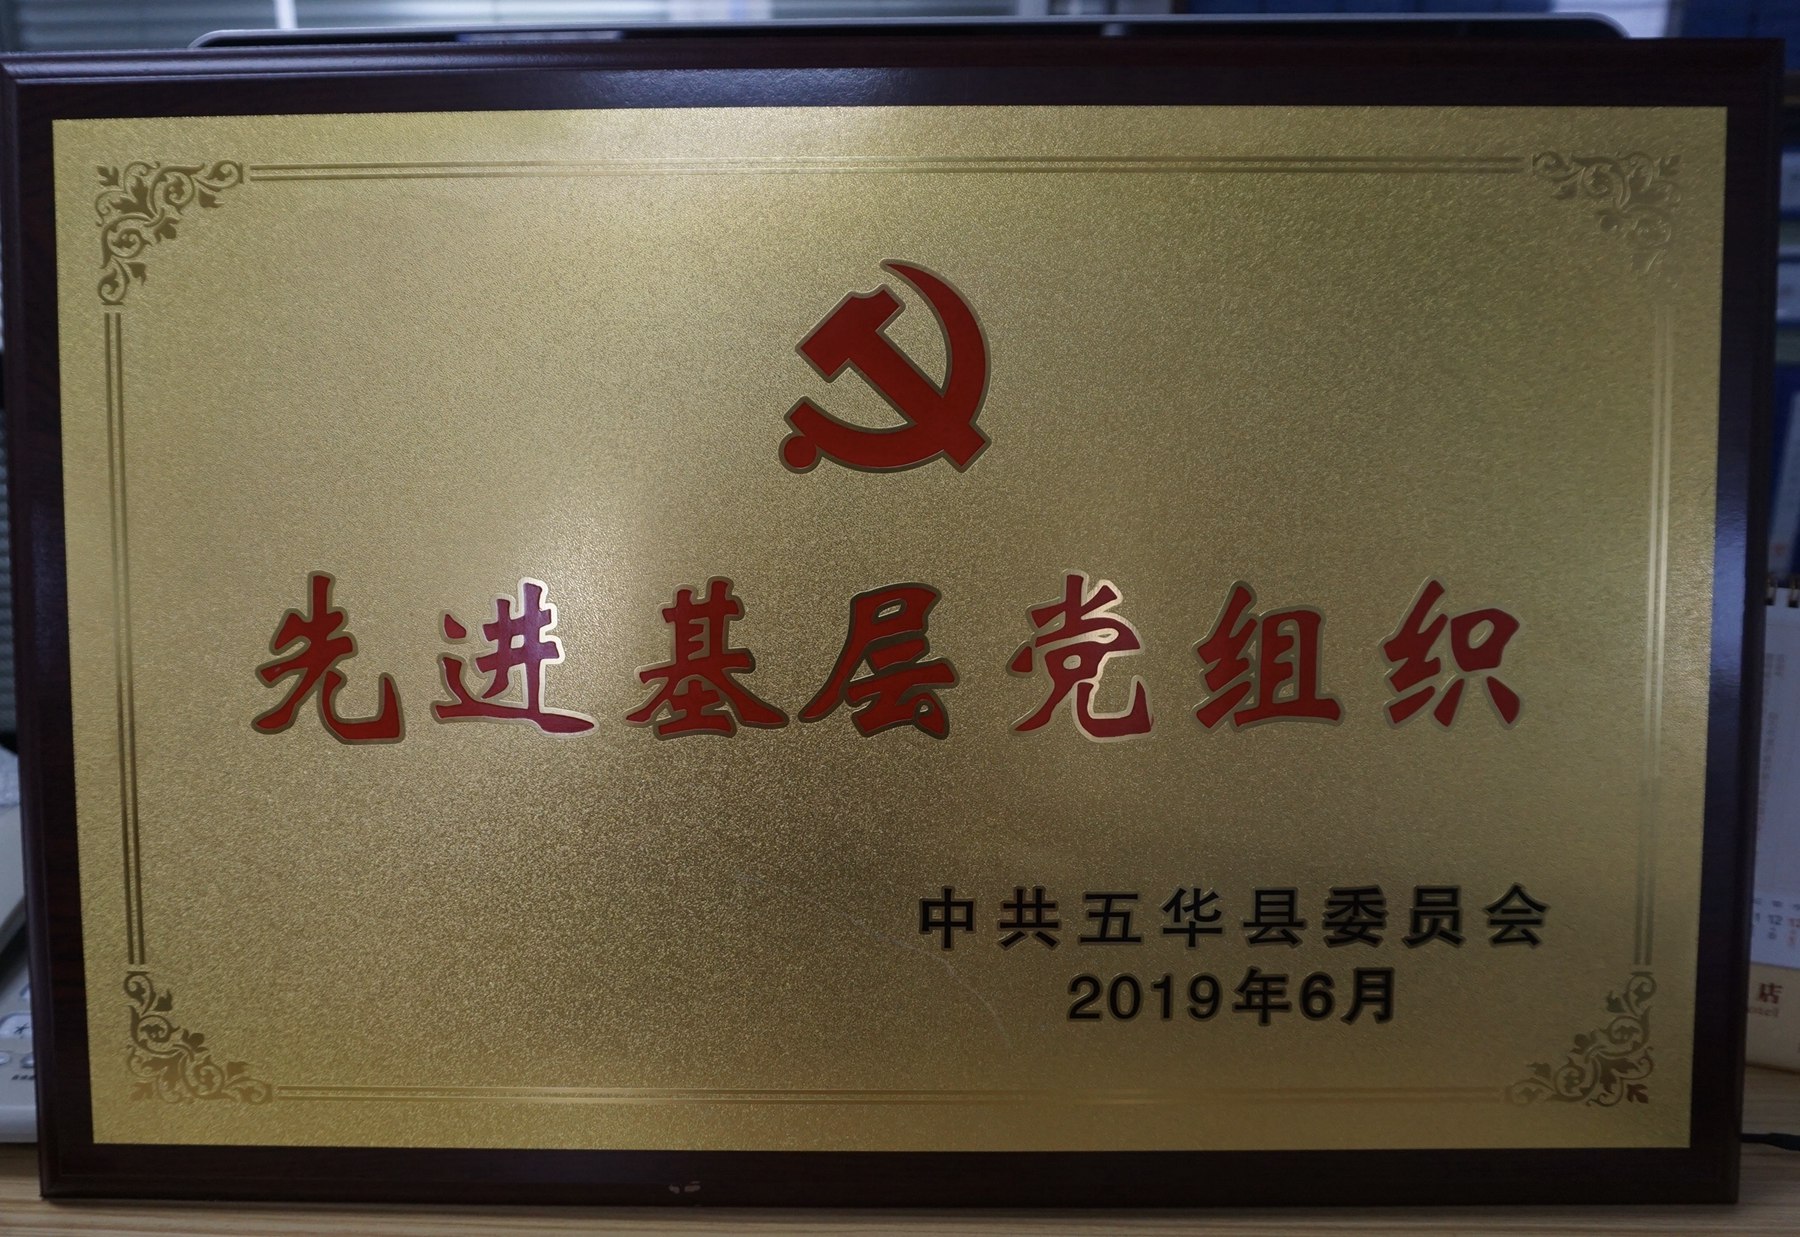 先进基层党组织
中共五华县委员会
2019年6月
店